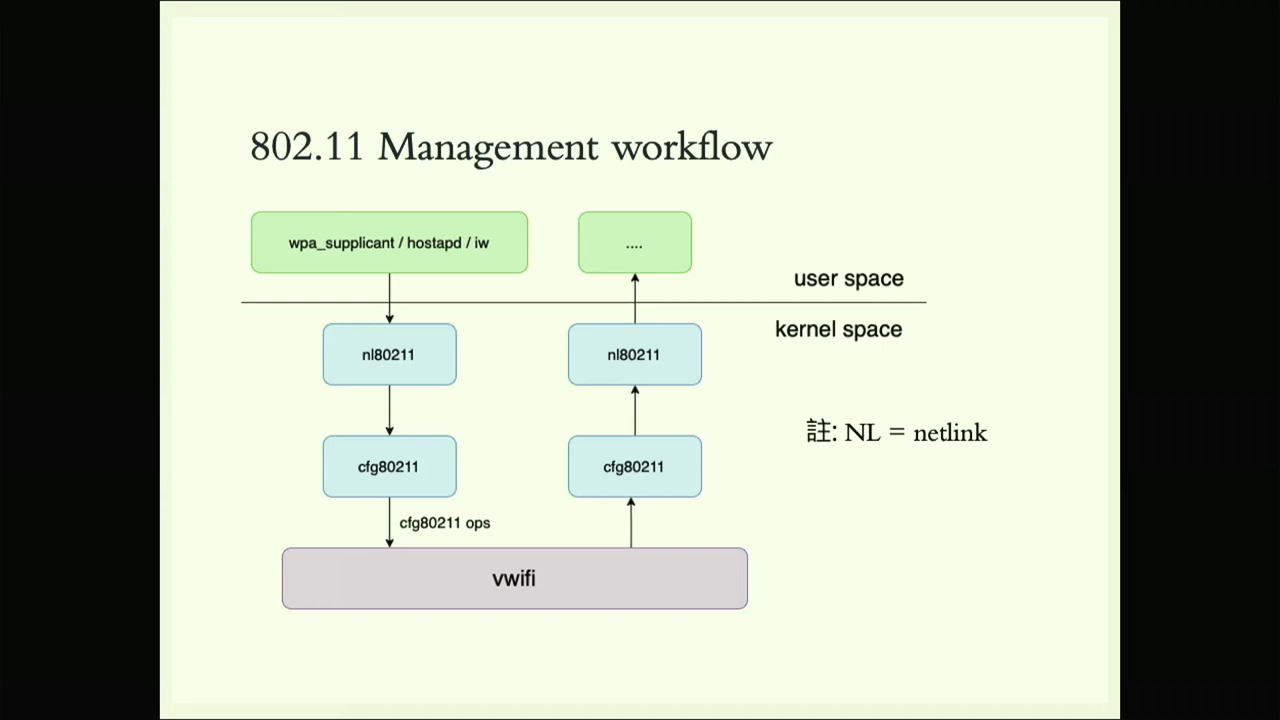 802.11 Management workflow
wpa_supplicant / hostapd / iw
....
user space
kernel space
nl80211
nl80211
註: NL = netlink
cfg80211
cfg80211
cfg80211 ops
vwifi